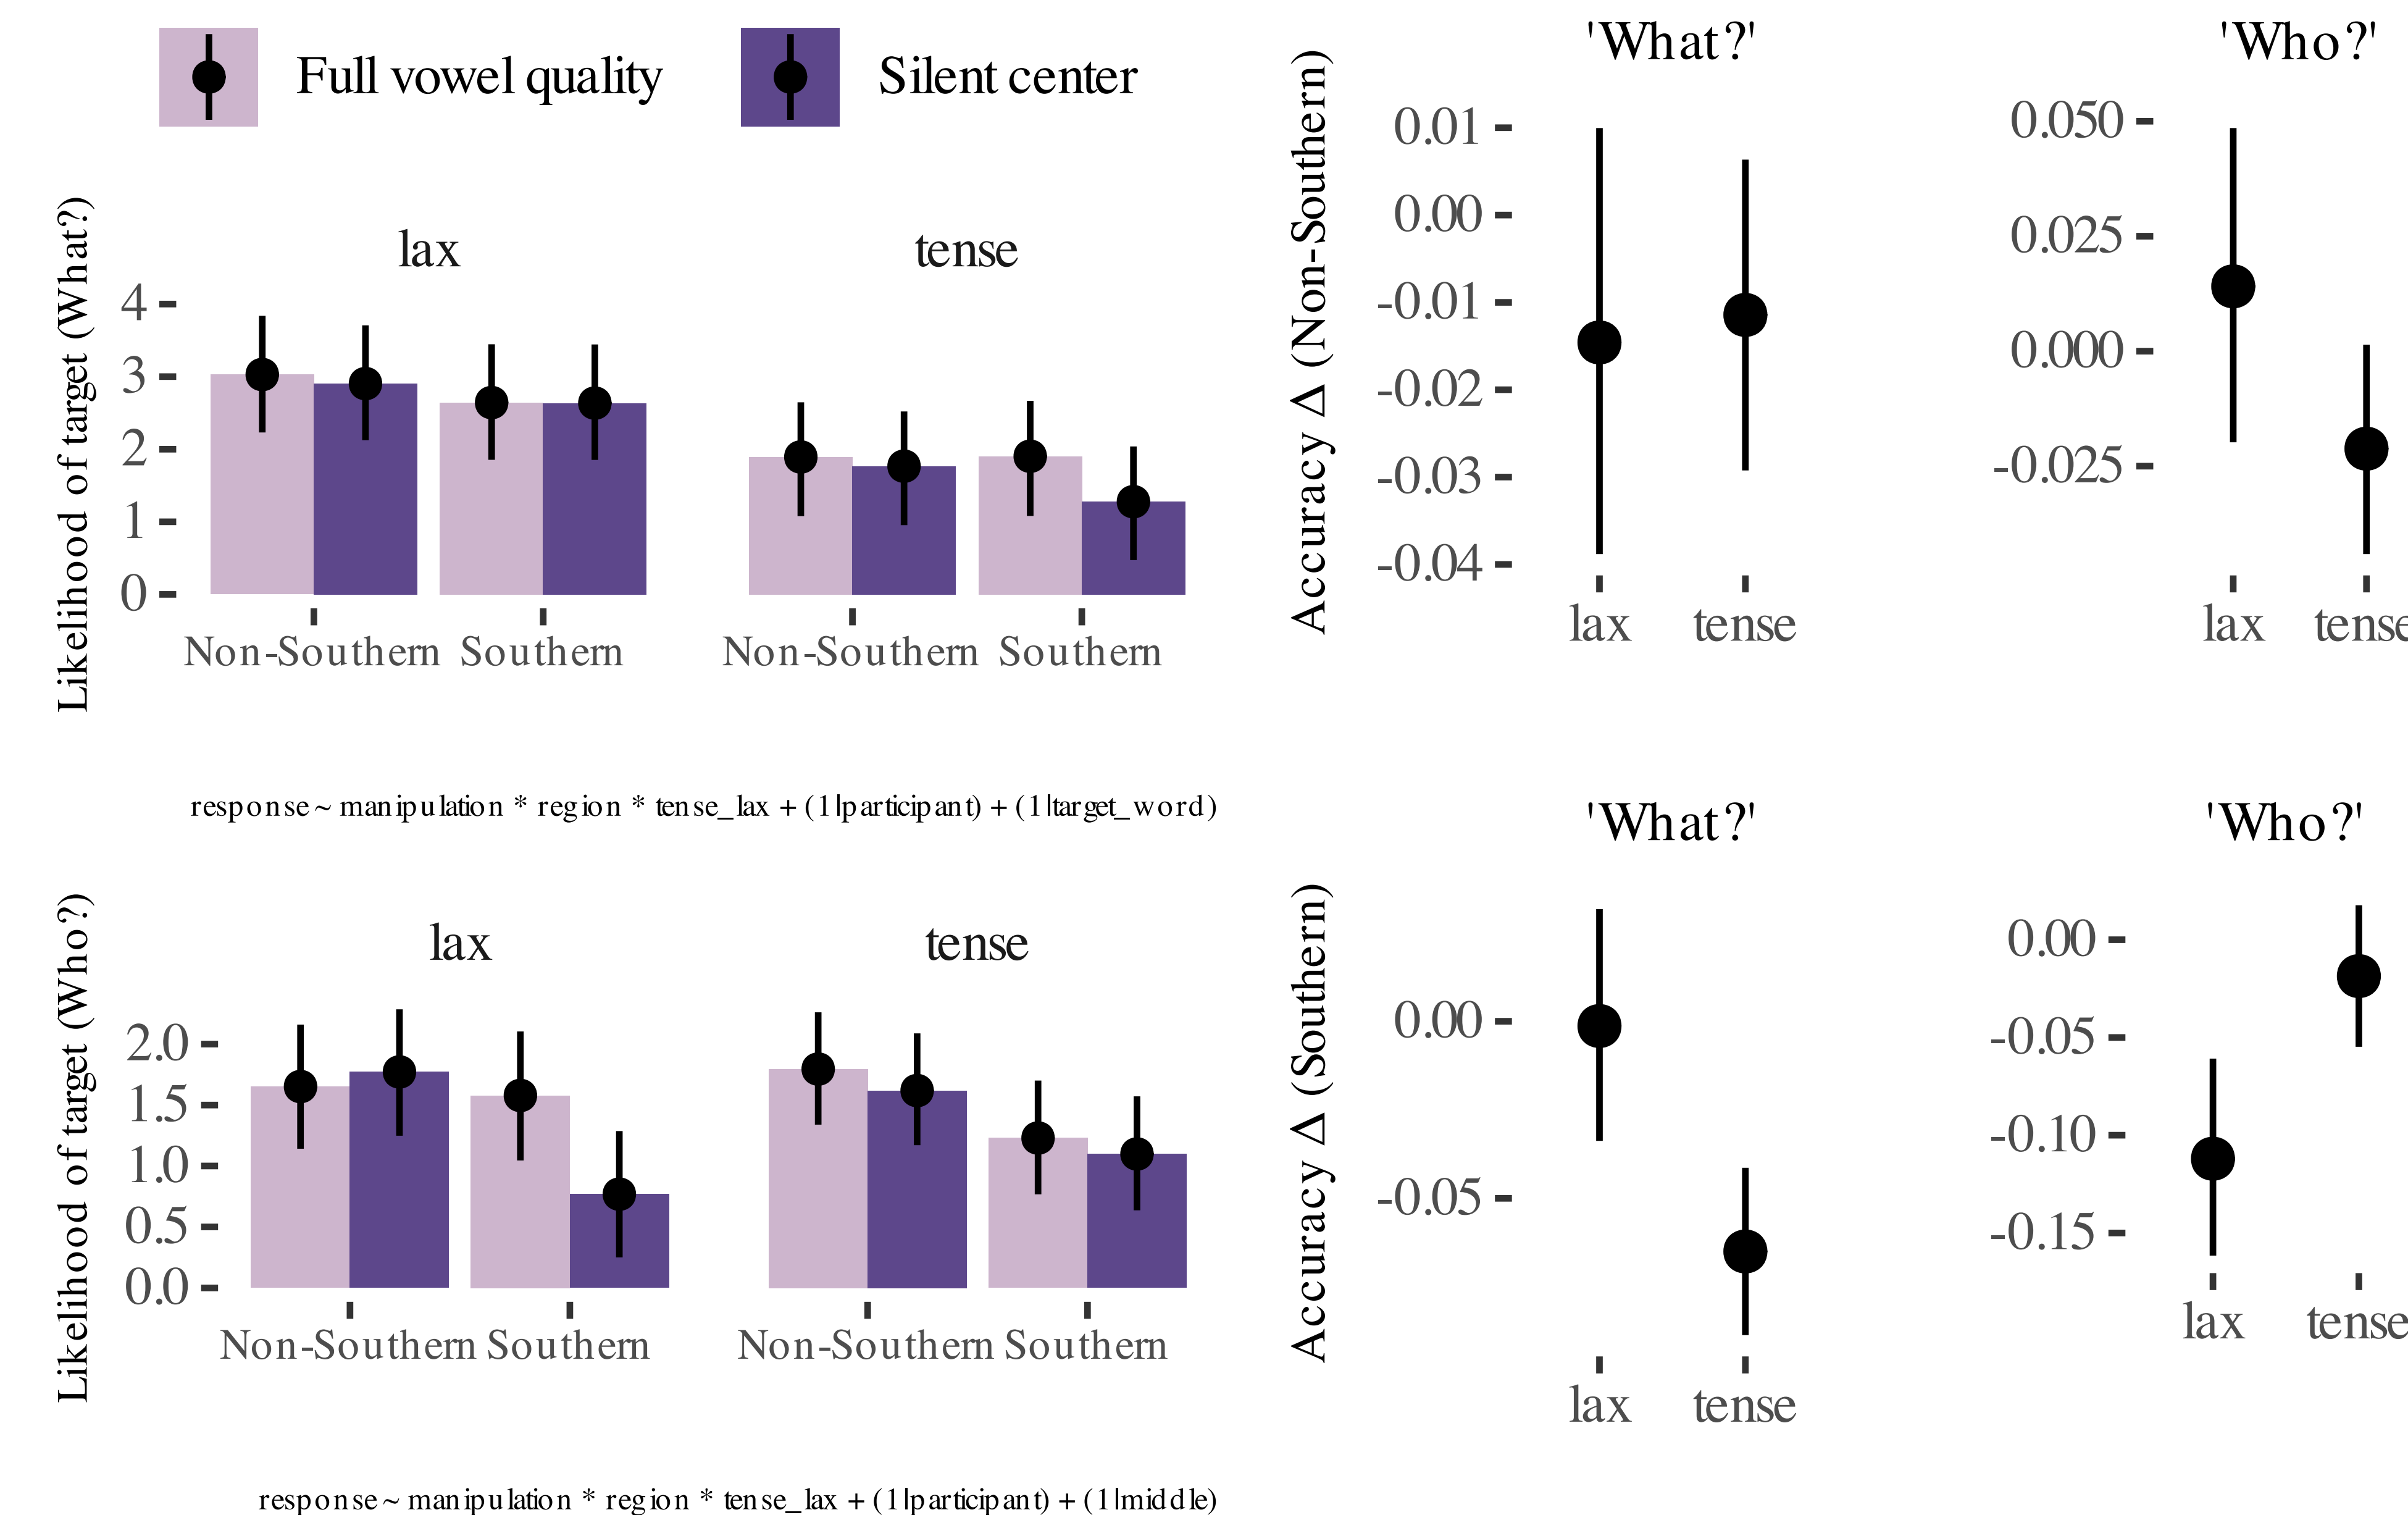 Full vowel quality
Silent center
Likelihood of target (What?)
lax
tense
4
3
2
1
0
Non-Southern
Southern
Non-Southern
Southern
response ~ manipulation * region * tense_lax + (1|participant) + (1|target_word)
Accuracy Δ (Non-Southern)
'What?'
0.01
0.00
-0.01
-0.02
-0.03
-0.04
lax
tense
'Who?'
0.050
0.025
0.000
-0.025
lax
tense
Likelihood of target (Who?)
lax
tense
2.0
1.5
1.0
0.5
0.0
Non-Southern
Southern
Non-Southern
Southern
response ~ manipulation * region * tense_lax + (1|participant) + (1|middle)
Accuracy Δ (Southern)
'What?'
0.00
-0.05
lax
tense
'Who?'
0.00
-0.05
-0.10
-0.15
lax
tense